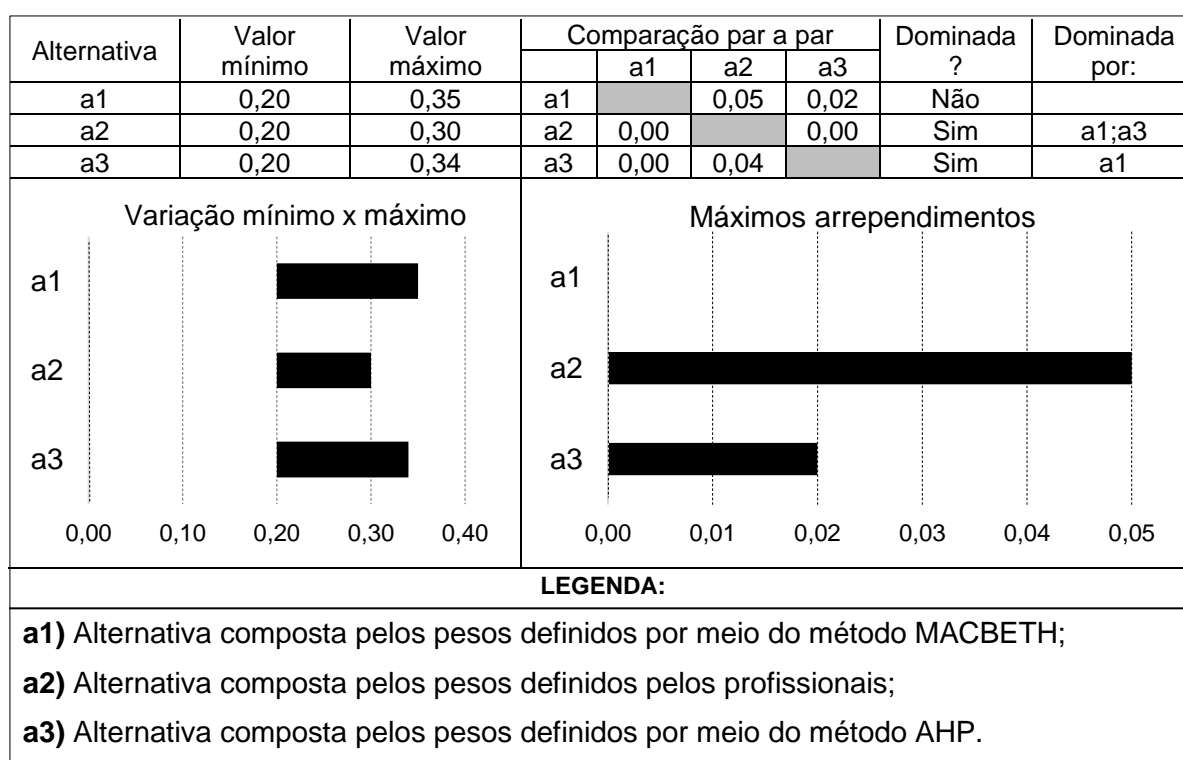 Alternativa Valor mínimo Valor máximo Comparação par a par Dominada ? Dominada por:
a1 a2 a3
a1 0,20 0,35 a1 0,05 0,02 Não
a2 0,20 0,30 a2 0,00 0,00 Sim a1;a3
a3 0,20 0,34 a3 0,00 0,04 Sim a1
Variação mínimo x máximo
a1
a2
a3
0,00 0,10 0,20 0,30 0,40
Máximos arrependimentos
a1
a2
a3
0,00 0,01 0,02 0,03 0,04 0,05
LEGENDA:
a1) Alternativa composta pelos pesos definidos por meio do método MACBETH;
a2) Alternativa composta pelos pesos definidos pelos profissionais;
a3) Alternativa composta pelos pesos definidos por meio do método AHP.